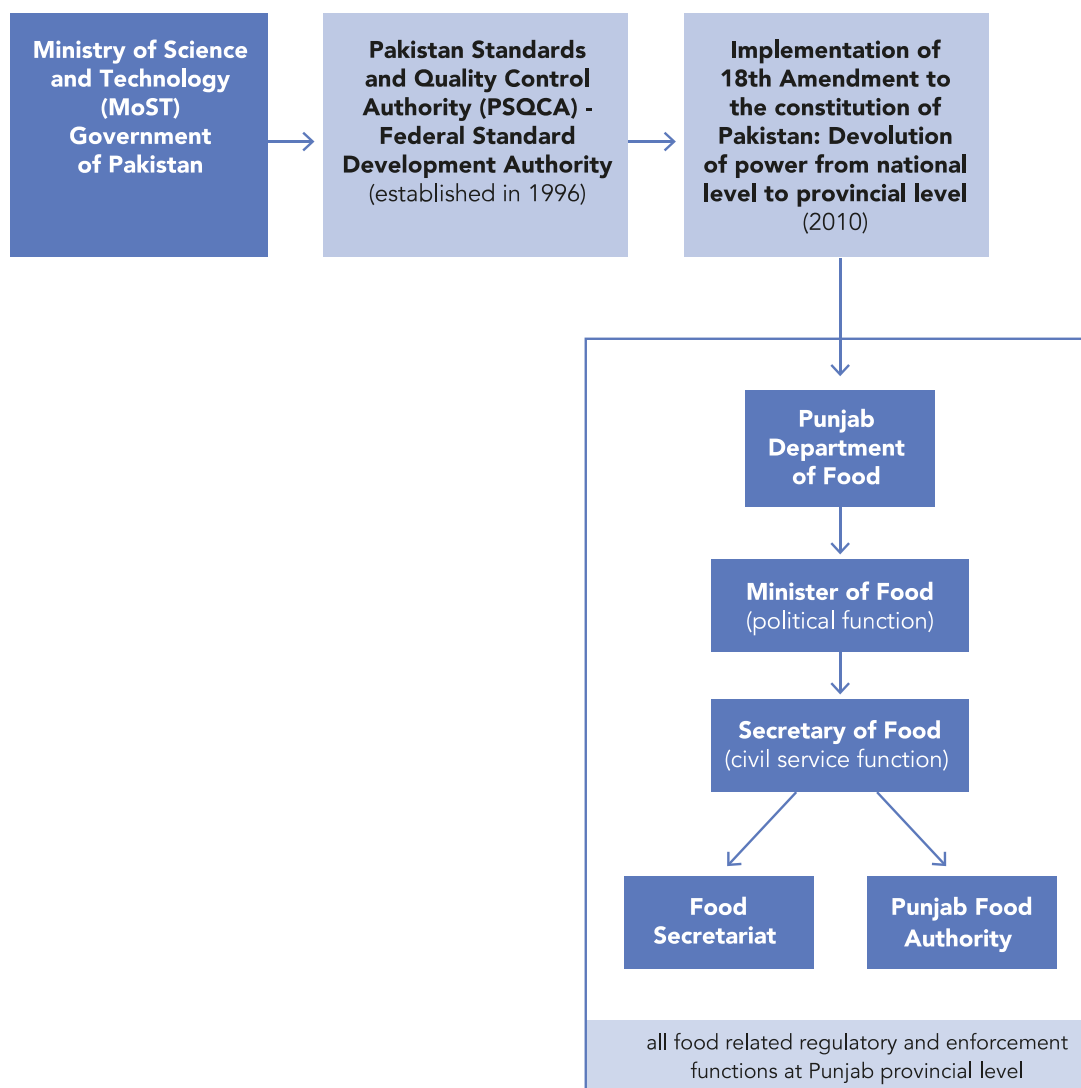 Ministry of Science
and Technology
(MoST)
Government
of Pakistan
Pakistan Standards
and Quality Control
Authority (PSQCA) -
Federal Standard
Development Authority
(established in 1996)
Implementation of
18th Amendment to
the constitution of
Pakistan: Devolution
of power from national
level to provincial level
(2010)
Punjab
Department
of Food
Minister of Food
(political function)
Secretary of Food
(civil service function)
Food
Secretariat
Punjab Food
Authority
all food related regulatory and enforcement
functions at Punjab provincial level